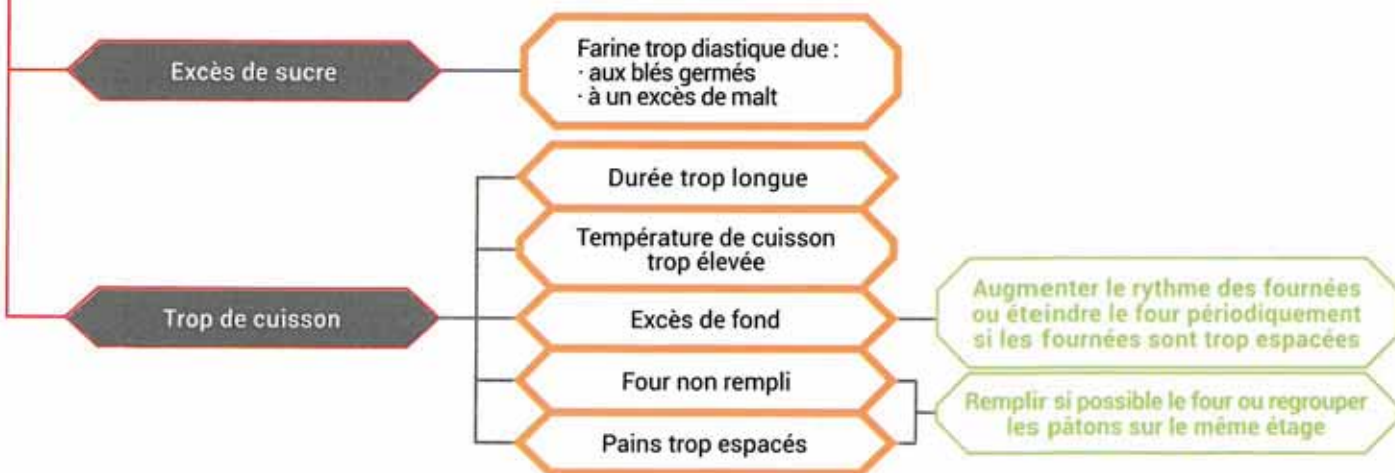 Excès de sucre
Farine trop diastique due :
· aux blés germés
· à un excès de malt
Trop de cuisson
Durée trop longue
Température de cuisson
trop élevée
Excès de fond
Four non rempli
Pains trop espacés
Augmenter le rythme des fournées
ou éteindre le four périodiquement
si les fournées sont trop espacées
Remplir si possible le four ou regrouper
les pâtons sur le même étage